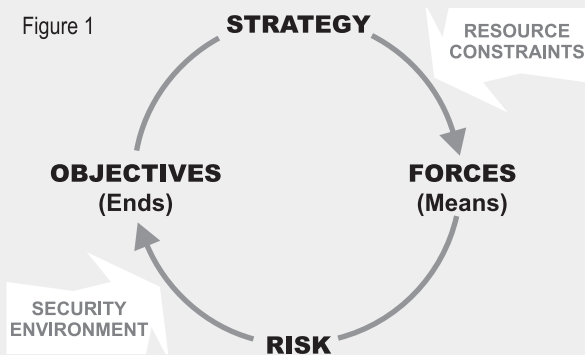 Figure 1
STRATEGY
RESOURCE
CONSTRAINTS
OBJECTIVES
(Ends)
FORCES
(Means)
SECURITY
ENVIRONMENT
RISK